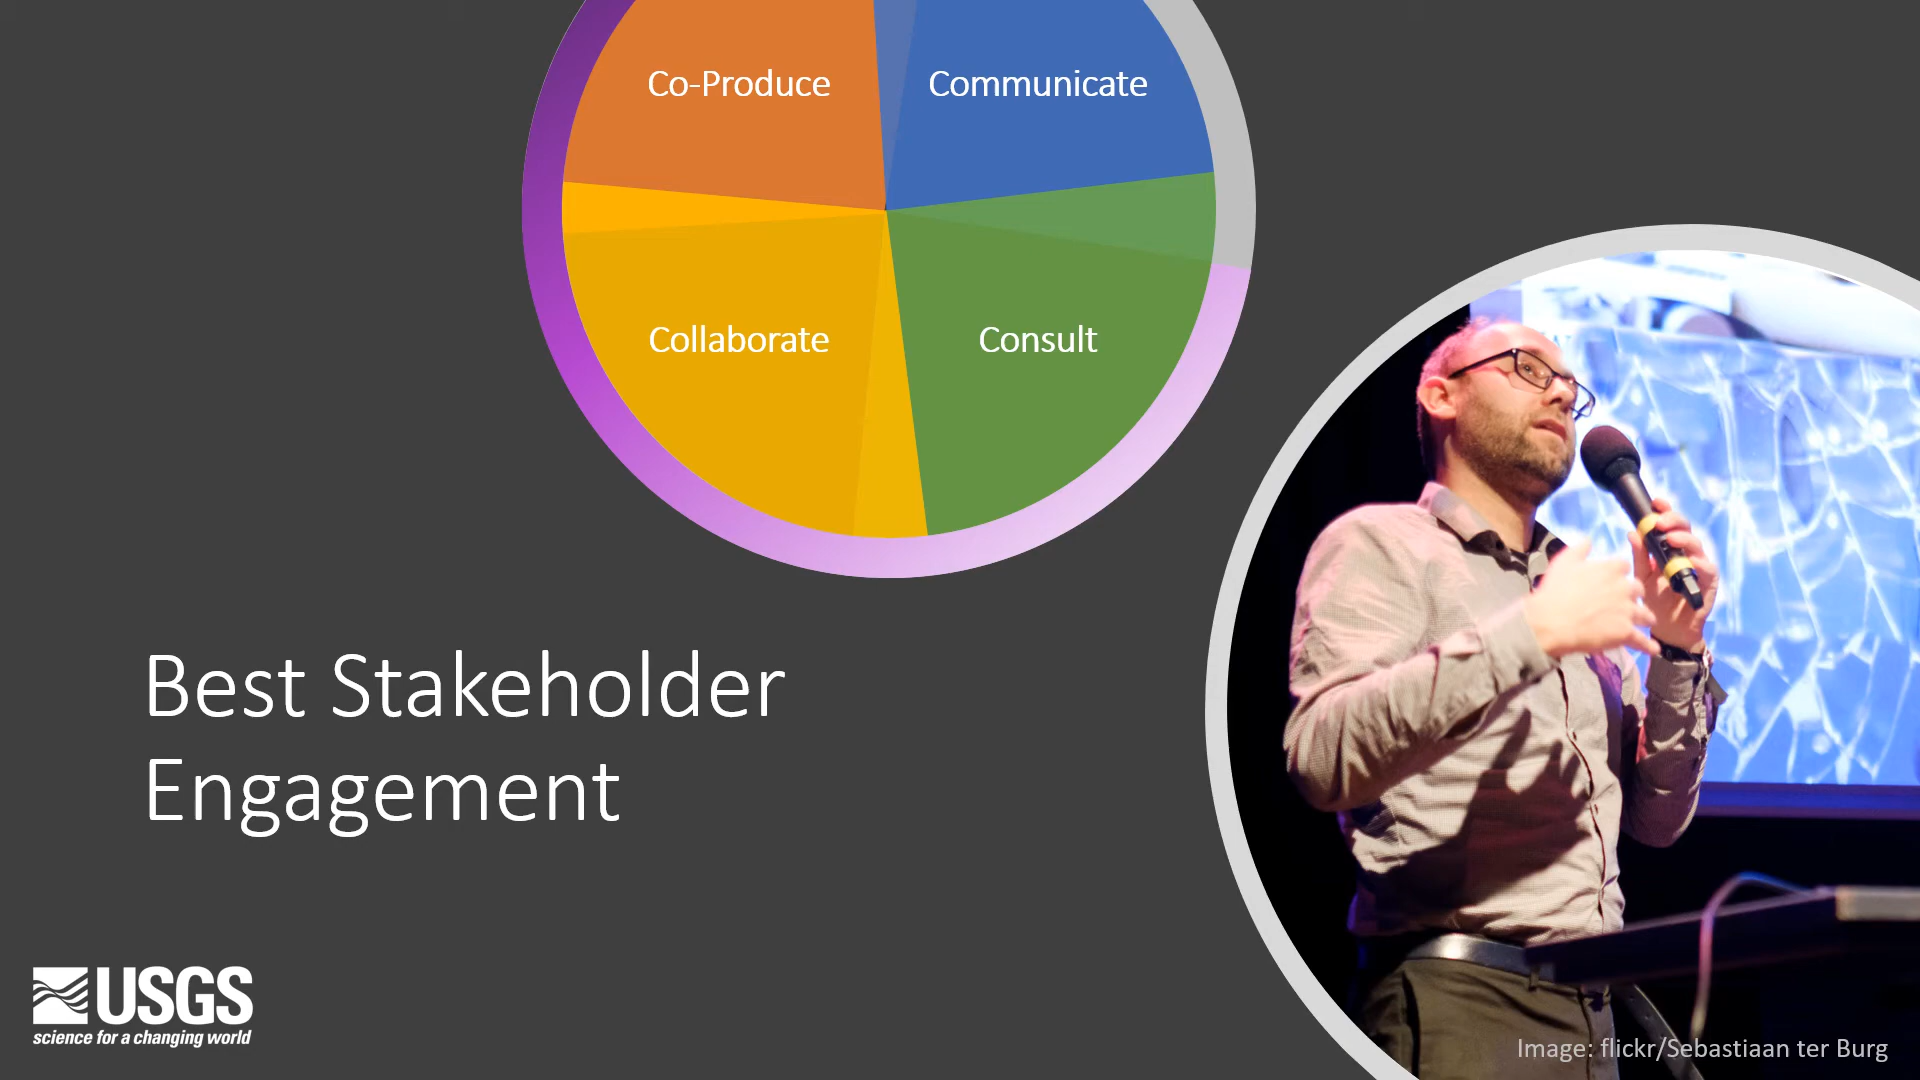 Co-Produce
Communicate
Collaborate
Consult
Best Stakeholder
Engagement
USGS
science for a changing world
Image: flickr/Sebastiaan ter Burg